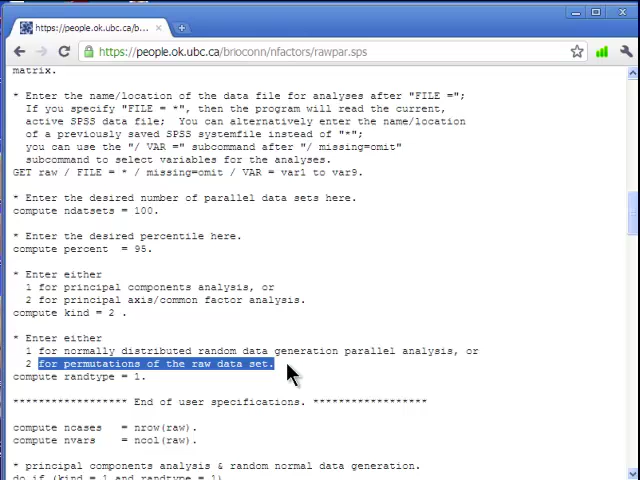 https://people.ok.ubc.ca/b...
https://people.ok.ubc.ca/brioconn/nfactors/rawpar.sps
matrix.
* Enter the name/location of the data file for analyses after "FILE =";
If you specify "FILE = *", then the program will read the current,
active SPSS data file; You can alternatively enter the name/location
of a previously saved SPSS systemfile instead of "*";
you can use the "/ VAR =" subcommand after "/ missing=omit"
subcommand to select variables for the analyses.
GET raw / FILE = * / missing=omit / VAR = var1 to var9.
* Enter the desired number of parallel data sets here.
compute ndatsets = 100.
* Enter the desired percentile here.
compute percent = 95.
* Enter either
1 for principal components analysis, or
2 for principal axis/common factor analysis.
compute kind = 2 .
* Enter either
1 for normally distributed random data generation parallel analysis, or
2 for permutations of the raw data set.
compute randtype = 1.
****************** End of user specifications. ******************
compute ncases = nrow(raw).
compute nvars = ncol(raw).
* principal components analysis & random normal data generation.
do if (kind = 1 and randtype = 1)